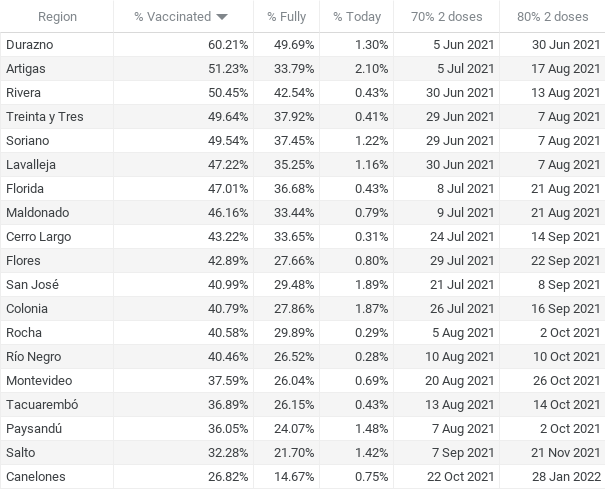 Region % Vaccinated % Fully % Today 70% 2 doses 80% 2 doses
Durazno 60.21% 49.69% 1.30% 5 Jun 2021 30 Jun 2021
Artigas 51.23% 33.79% 2.10% 5 Jul 2021 17 Aug 2021
Rivera 50.45% 42.54% 0.43% 30 Jun 2021 13 Aug 2021
Treinta y Tres 49.64% 37.92% 0.41% 29 Jun 2021 7 Aug 2021
Soriano 49.54% 37.45% 1.22% 29 Jun 2021 7 Aug 2021
Lavalleja 47.22% 35.25% 1.16% 30 Jun 2021 7 Aug 2021
Florida 47.01% 36.68% 0.43% 8 Jul 2021 21 Aug 2021
Maldonado 46.16% 33.44% 0.79% 9 Jul 2021 21 Aug 2021
Cerro Largo 43.22% 33.65% 0.31% 24 Jul 2021 14 Sep 2021
Flores 42.89% 27.66% 0.80% 29 Jul 2021 22 Sep 2021
San José 40.99% 29.48% 1.89% 21 Jul 2021 8 Sep 2021
Colonia 40.79% 27.86% 1.87% 26 Jul 2021 16 Sep 2021
Rocha 40.58% 29.89% 0.29% 5 Aug 2021 2 Oct 2021
Río Negro 40.46% 26.52% 0.28% 10 Aug 2021 10 Oct 2021
Montevideo 37.59% 26.04% 0.69% 20 Aug 2021 26 Oct 2021
Tacuarembó 36.89% 26.15% 0.43% 13 Aug 2021 14 Oct 2021
Paysandú 36.05% 24.07% 1.48% 7 Aug 2021 2 Oct 2021
Salto 32.28% 21.70% 1.42% 7 Sep 2021 21 Nov 2021
Canelones 26.82% 14.67% 0.75% 22 Oct 2021 28 Jan 2022